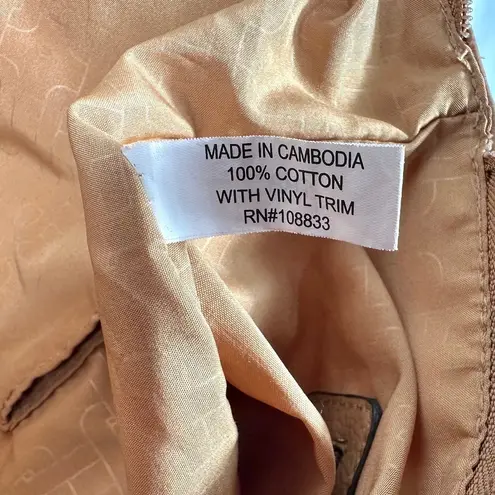 MADE IN CAMBODIA
100% COTTON
WITH VINYL TRIM
RN#108833